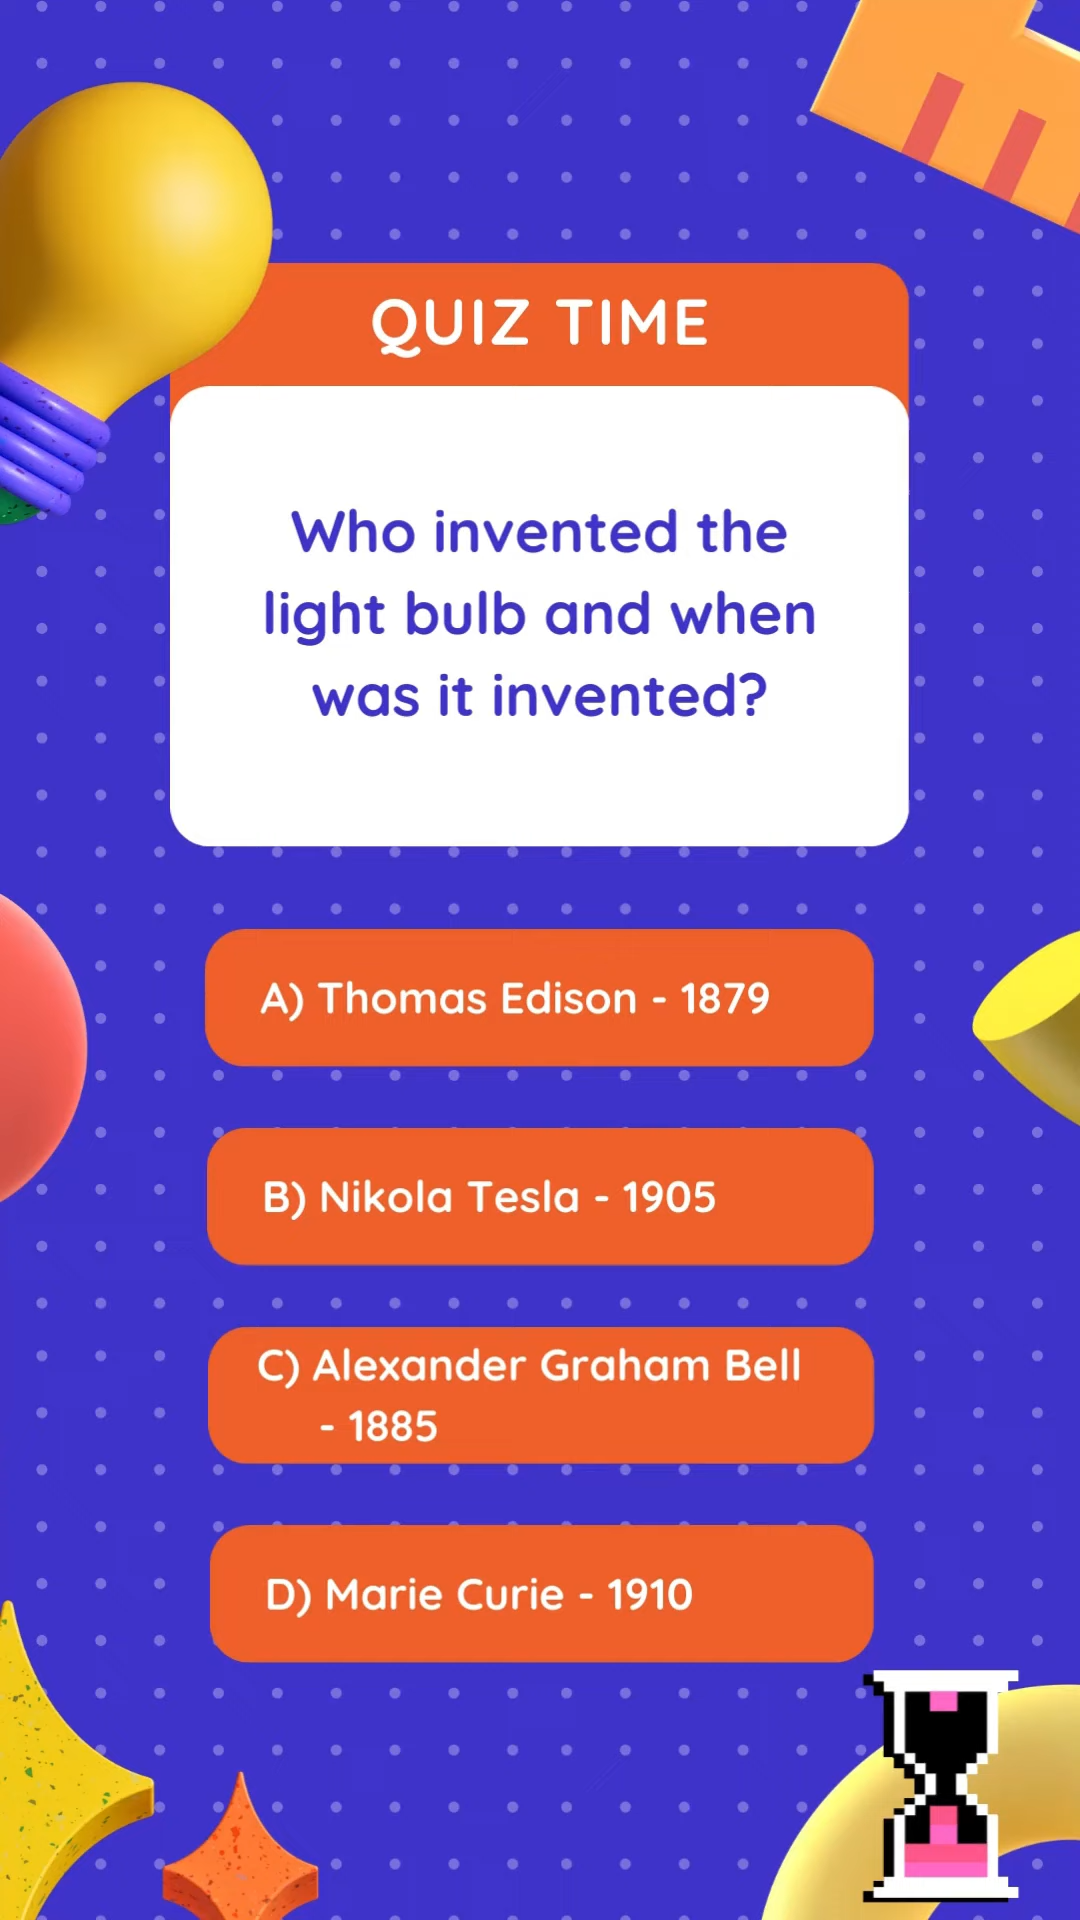 QUIZ TIME
Who invented the
light bulb and when
was it invented?
A) Thomas Edison - 1879
B) Nikola Tesla - 1905
C) Alexander Graham Bell
- 1885
D) Marie Curie - 1910